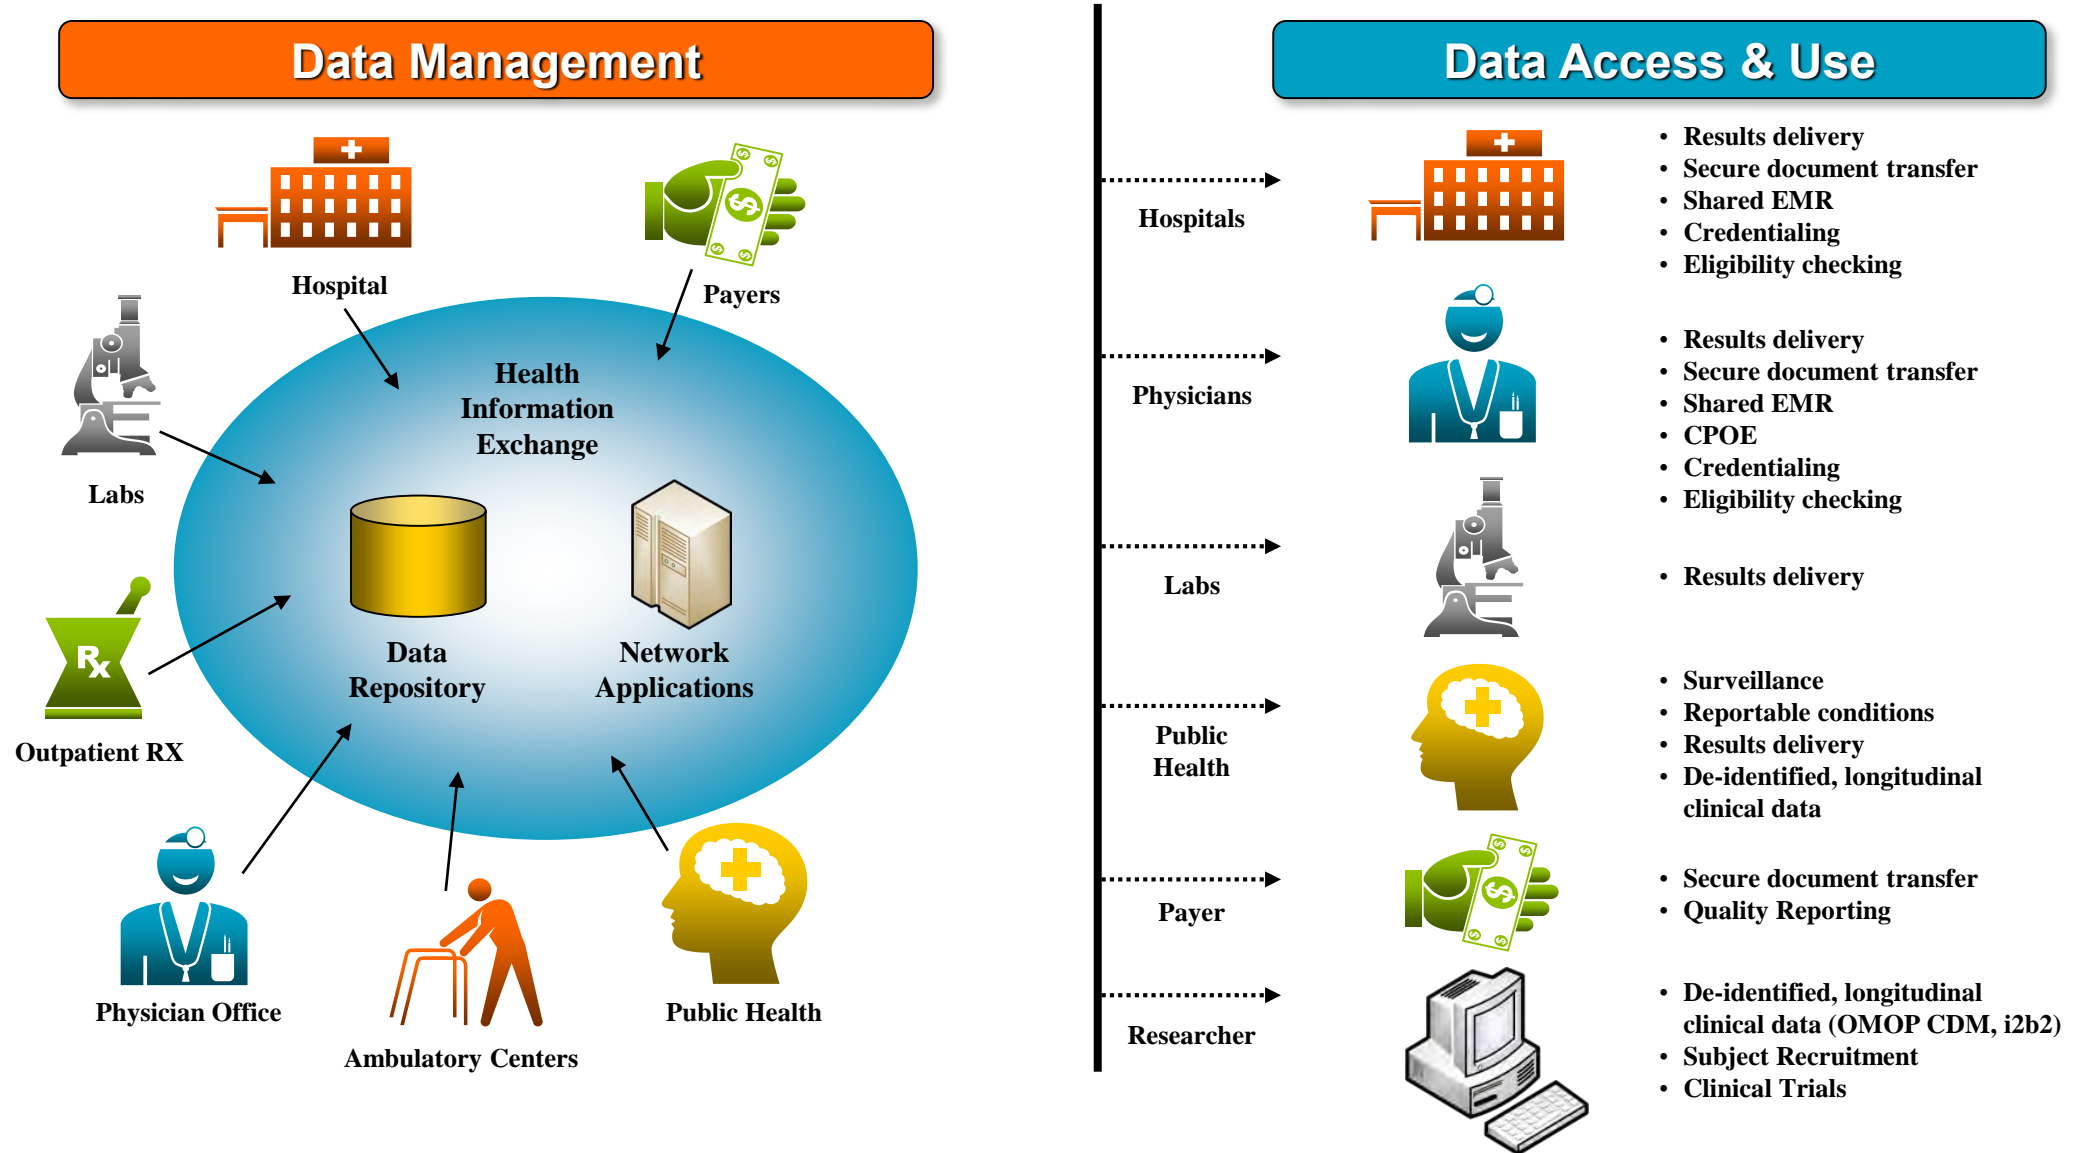 Data Management
Hospital
Payers
Labs
Health
Information
Exchange
Data
Repository
Network
Applications
Rx
Outpatient RX
Physician Office
Ambulatory Centers
Public Health
Data Access & Use
Hospitals
• Results delivery
• Secure document transfer
• Shared EMR
• Credentialing
• Eligibility checking
Physicians
• Results delivery
• Secure document transfer
• Shared EMR
• CPOE
• Credentialing
• Eligibility checking
Labs
• Results delivery
Public
Health
• Surveillance
• Reportable conditions
• Results delivery
• De-identified, longitudinal
clinical data
Payer
• Secure document transfer
• Quality Reporting
Researcher
• De-identified, longitudinal
clinical data (OMOP CDM, i2b2)
• Subject Recruitment
• Clinical Trials